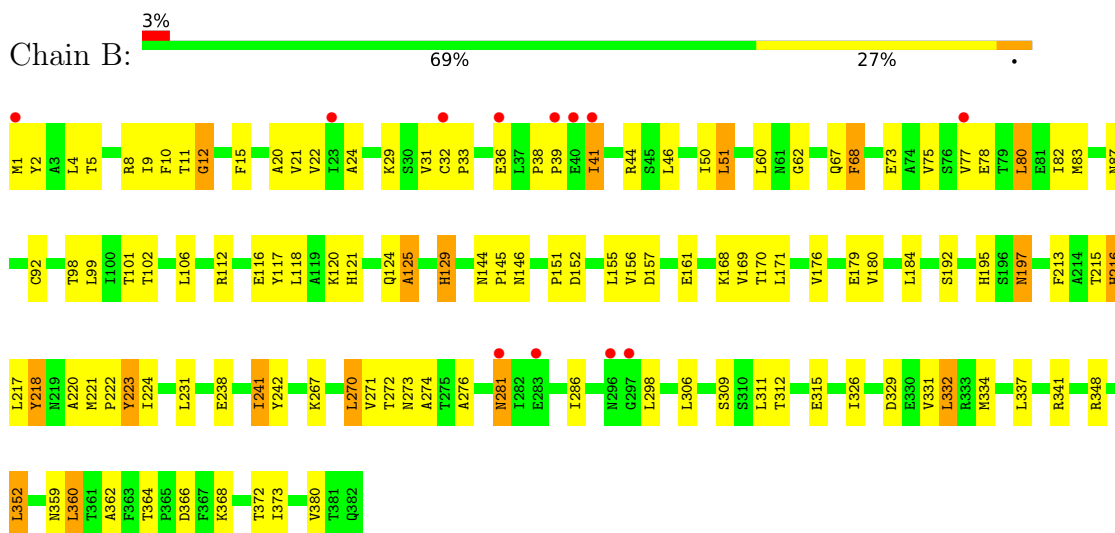 3%
Chain B:
69% 27% •
M1 Y2 A3 L4 T5 R8 I9 F10 T11 G12 F15 A20 V21 V22 I23 A24 K29 S30 V31 C32 P33 E36 L37 P38 P39 E40 I41 R44 S45 L46 I50 L51 L60 N61 G62 Q67 F68 E73 A74 V75 S76 V77 E78 T79 L80 E81 I82 M83 N87
C92 T98 L99 I100 T101 T102 L106 R112 E116 Y117 L118 A119 K120 H121 Q124 A125 H129 N144 P145 N146 P151 D152 L155 V156 D157 E161 K168 V169 T170 L171 V176 E179 V180 L184 S192 H195 S196 N197 F213 A214 T215 H216
L217 Y218 N219 A220 M221 P222 Y223 I224 L231 E238 I241 Y242 K267 L270 V271 T272 N273 A274 T275 A276 N281 I282 E283 I286 N296 G297 L298 L306 S309 S310 L311 T312 E315 I326 D329 E330 V331 L332 R333 M334 L337 R341 R348
L352 N359 L360 T361 A362 F363 T364 P365 D366 F367 K368 T372 I373 V380 T381 Q382